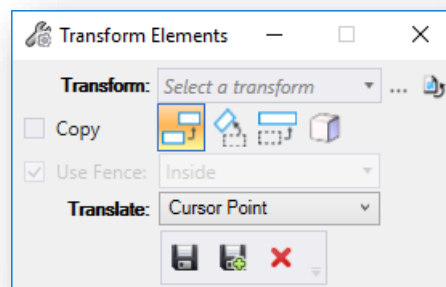 Transform Elements
Transform: Select a transform ...
Copy
Use Fence: Inside
Translate: Cursor Point